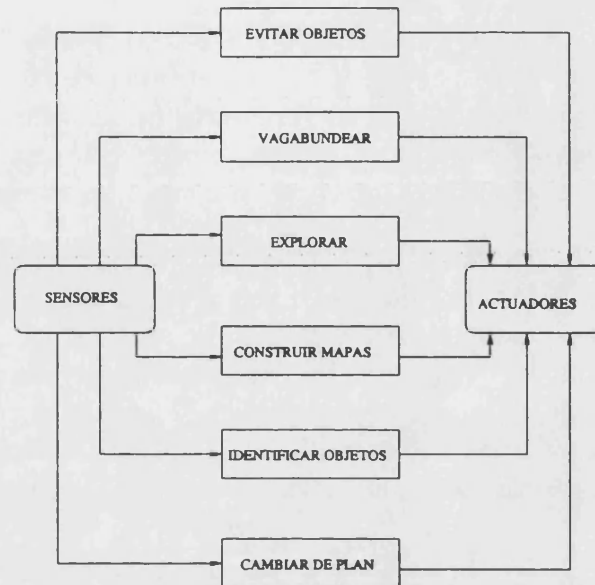 EVITAR OBJETOS
VAGABUNDEAR
EXPLORAR
SENSORES
ACTUADORES
CONSTRUIR MAPAS
IDENTIFICAR OBJETOS
CAMBIAR DE PLAN